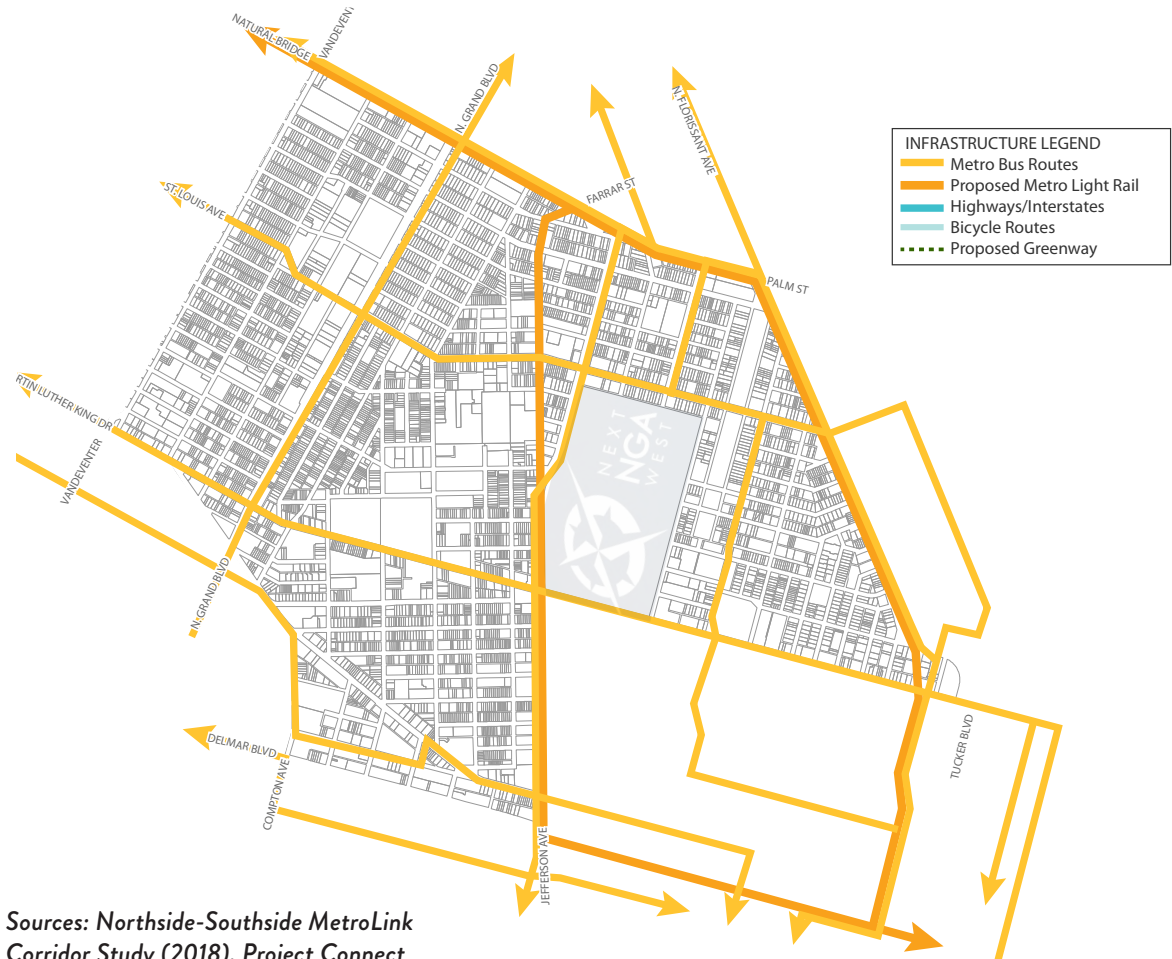 NATURAL BRIDGE
VANDEVENT
N. GRAND BLVD
N. FLORISSANT AVE
INFRASTRUCTURE LEGEND
Metro Bus Routes
Proposed Metro Light Rail
Highways/Interstates
Bicycle Routes
Proposed Greenway
ST. LOUIS AVE
FARRAR ST
PALM ST
RTIN LUTHER KING DR
VANDEVENTER
NEXT
NGA
WEST
N. GRAND BLVD
DELMAR BLVD
COMPTON AVE
JEFFERSON AVE
TUCKER BLVD
Sources: Northside-Southside MetroLink
Corridor Study (2018), Project Connect